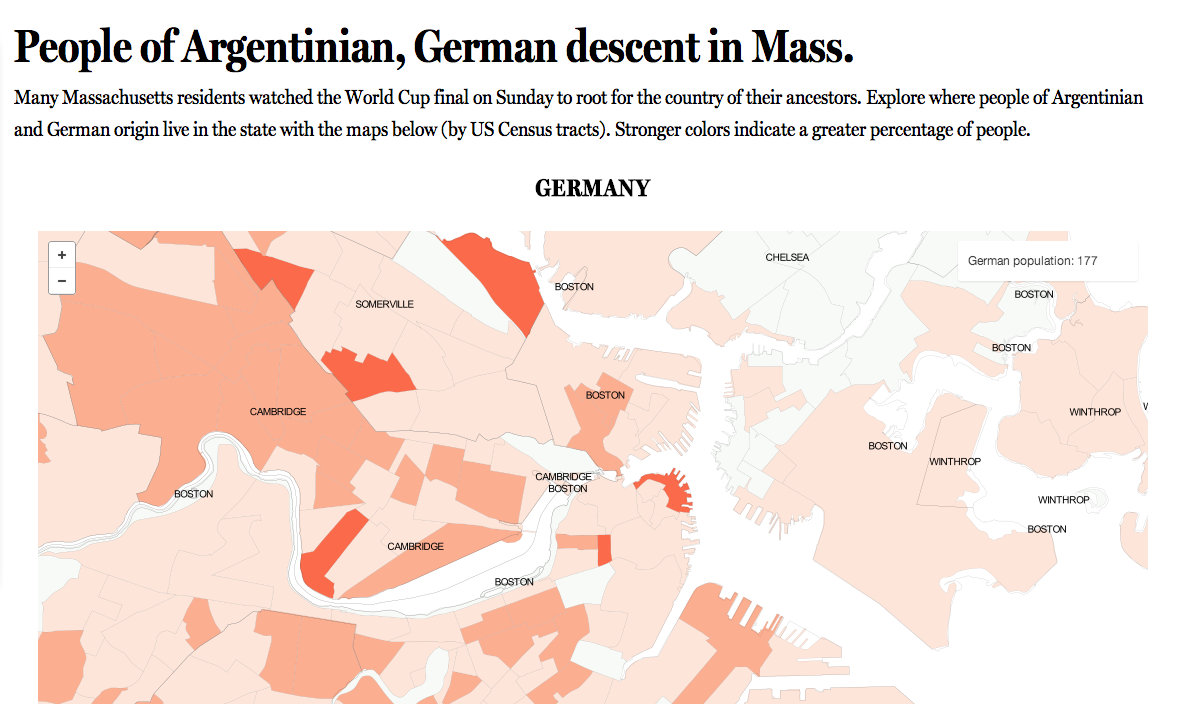 People of Argentinian, German descent in Mass.
Many Massachusetts residents watched the World Cup final on Sunday to root for the country of their ancestors. Explore where people of Argentinian
and German origin live in the state with the maps below (by US Census tracts). Stronger colors indicate a greater percentage of people.
GERMANY
+
−
CHELSEA
German population: 177
BOSTON
BOSTON
SOMERVILLE
BOSTON
BOSTON
CAMBRIDGE
WINTHROP
W
BOSTON
WINTHROP
CAMBRIDGE
BOSTON
BOSTON
WINTHROP
BOSTON
CAMBRIDGE
BOSTON